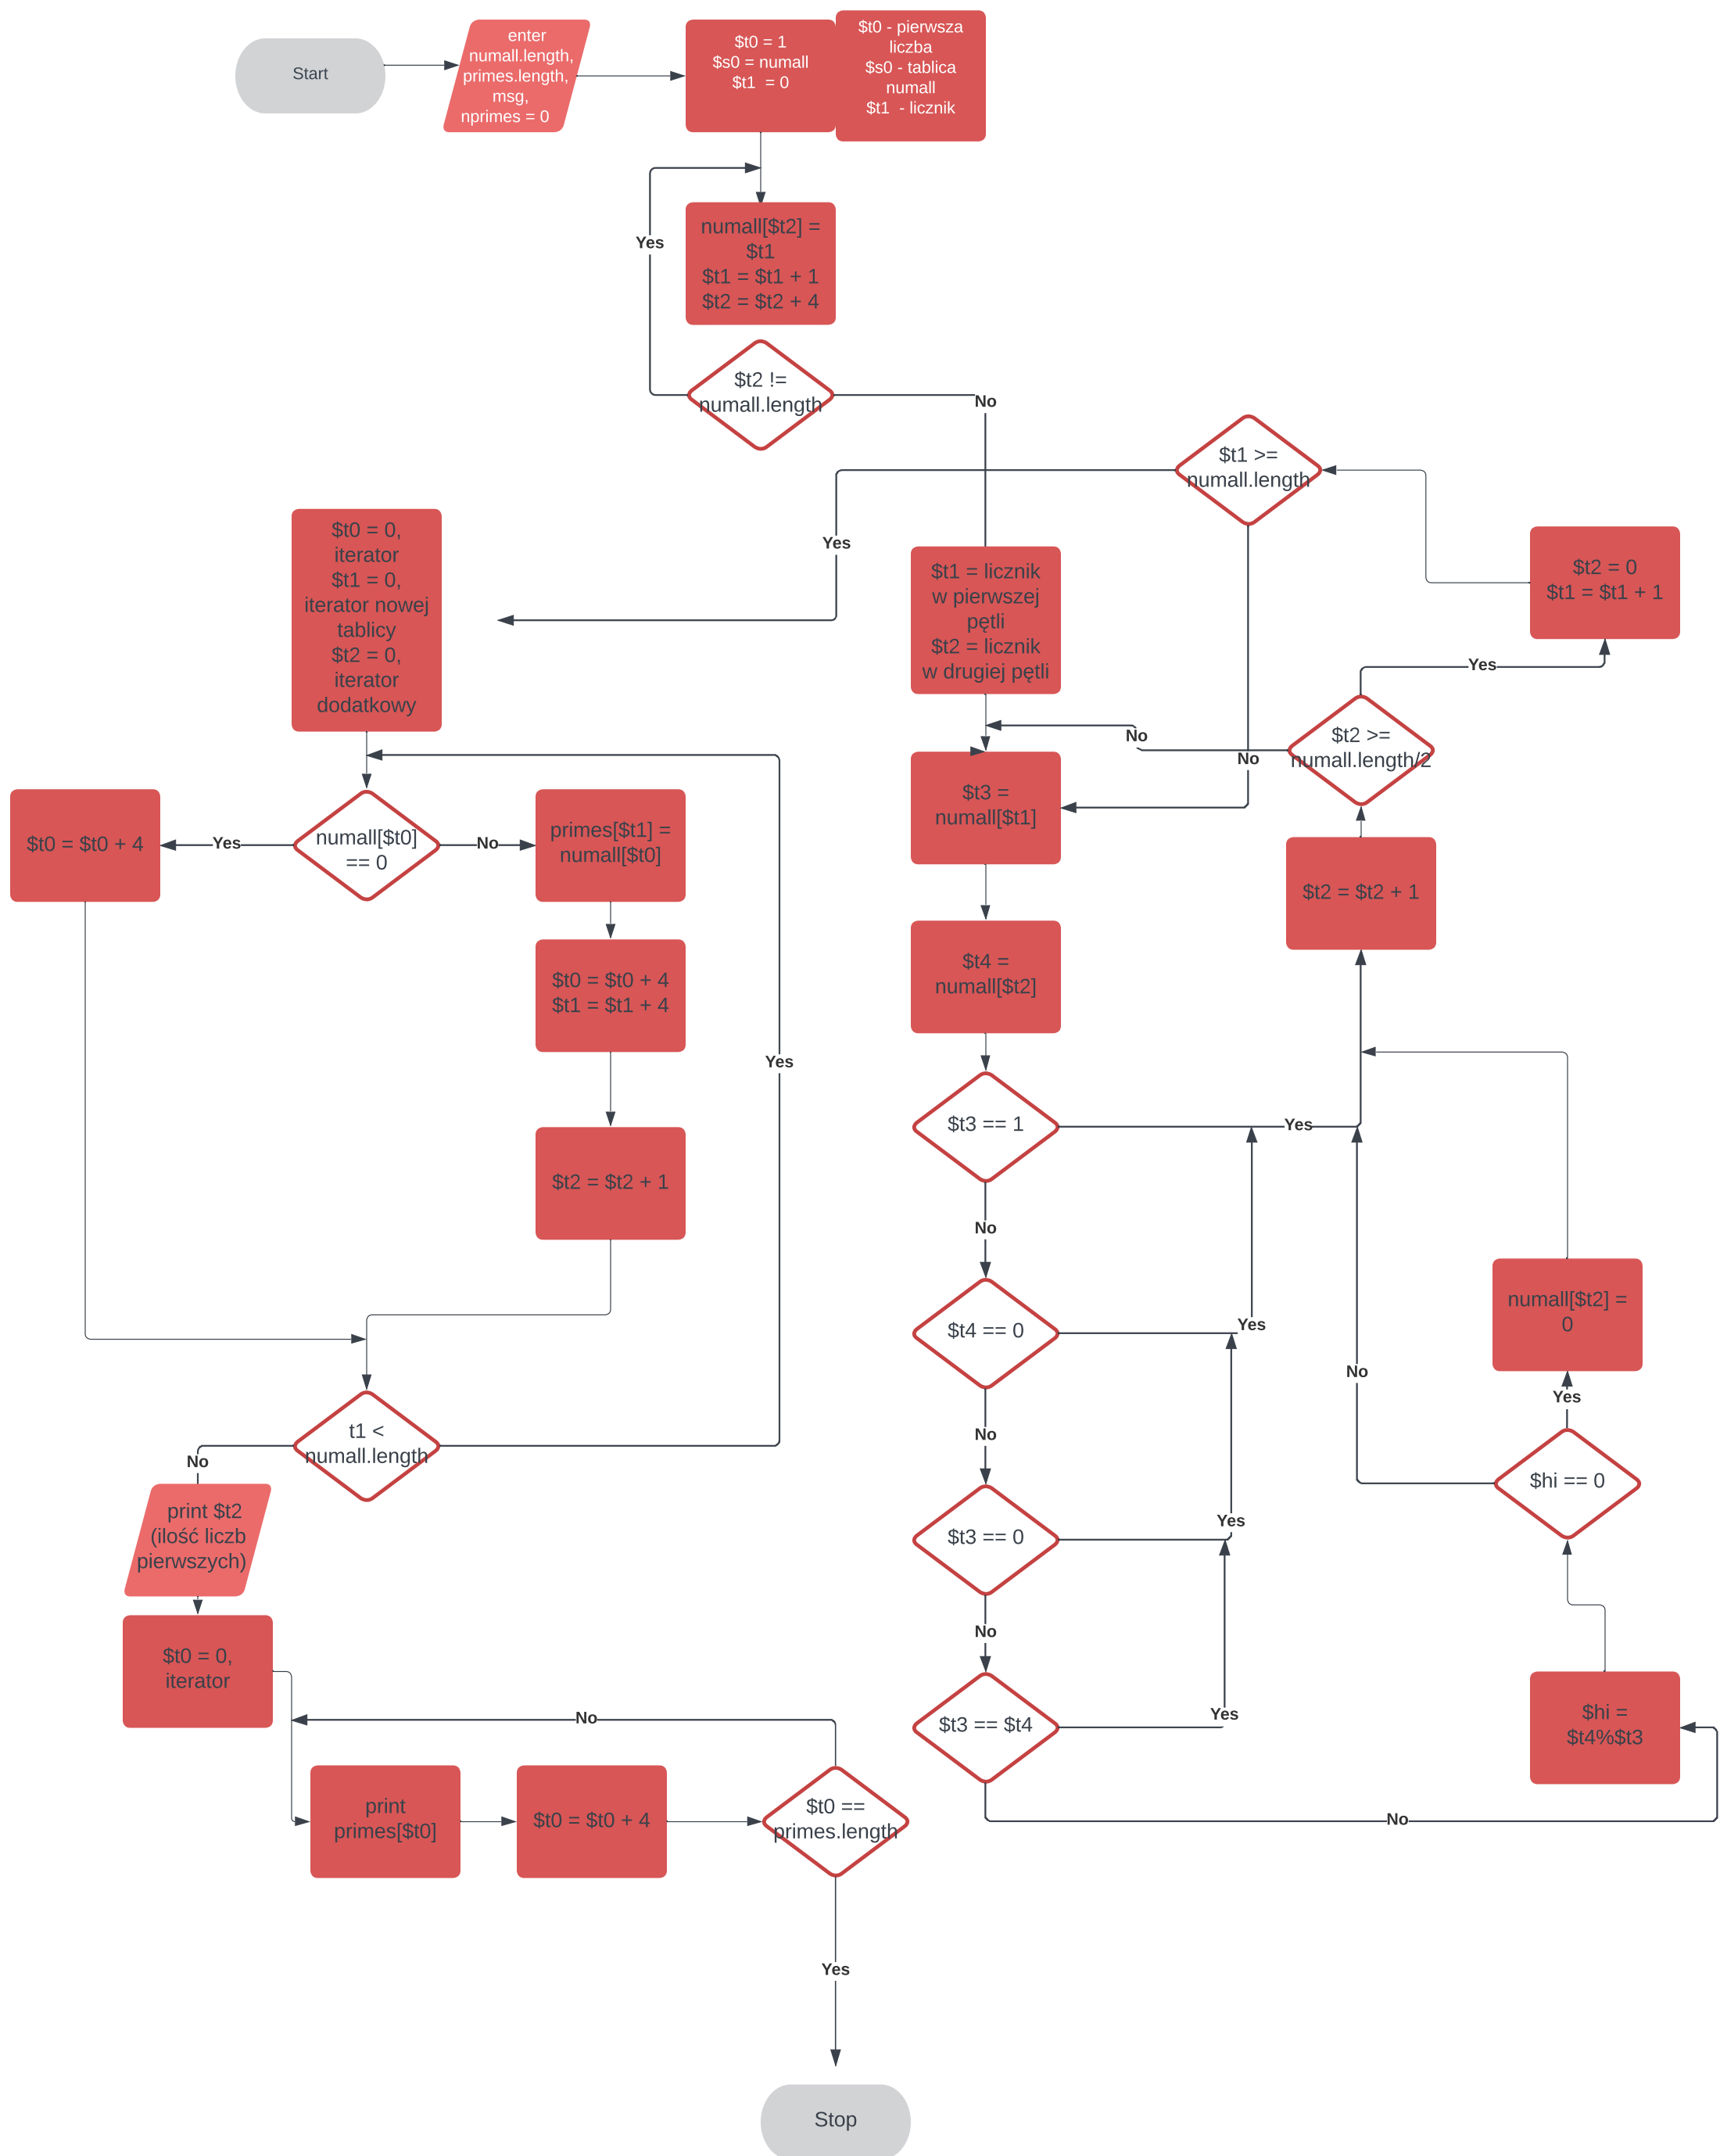 Start
enter
numall.length,
primes.length,
msg,
nprimes = 0
$t0 = 1
$s0 = numall
$t1  = 0
$t0 - pierwsza
liczba
$s0 - tablica
numall
$t1  - licznik
numall[$t2] =
$t1
$t1 = $t1 + 1
$t2 = $t2 + 4
Yes
$t2 !=
numall.length
No
$t1 >=
numall.length
Yes
No
$t2 = 0
$t1 = $t1 + 1
Yes
$t2 >=
numall.length/2
No
$t1 = licznik
w pierwszej
pętli
$t2 = licznik
w drugiej pętli
$t3 =
numall[$t1]
$t2 = $t2 + 1
$t4 =
numall[$t2]
$t3 == 1
Yes
No
$t4 == 0
Yes
No
$t3 == 0
Yes
No
$t3 == $t4
Yes
No
$hi =
$t4%$t3
$hi == 0
No
Yes
numall[$t2] =
0
$t0 = 0,
iterator
$t1 = 0,
iterator nowej
tablicy
$t2 = 0,
iterator
dodatkowy
numall[$t0]
== 0
Yes
No
$t0 = $t0 + 4
primes[$t1] =
numall[$t0]
$t0 = $t0 + 4
$t1 = $t1 + 4
$t2 = $t2 + 1
Yes
t1 <
numall.length
No
print $t2
(ilość liczb
pierwszych)
$t0 = 0,
iterator
No
print
primes[$t0]
$t0 = $t0 + 4
$t0 ==
primes.length
Yes
Stop